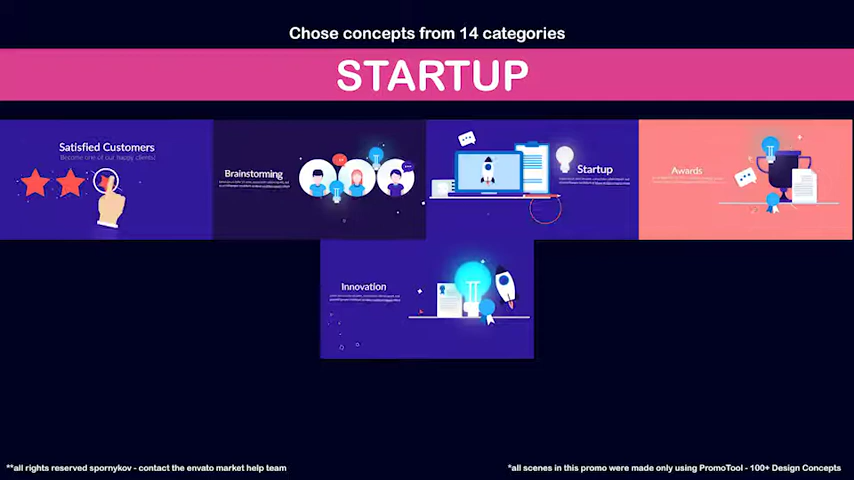 Chose concepts from 14 categories
STARTUP
Satisfied Customers
Become one of our happy clients!
Brainstorming
Startup
Awards
Innovation
**all rights reserved spornykov - contact the envato market help team
*all scenes in this promo were made only using PromoTool - 100+ Design Concepts